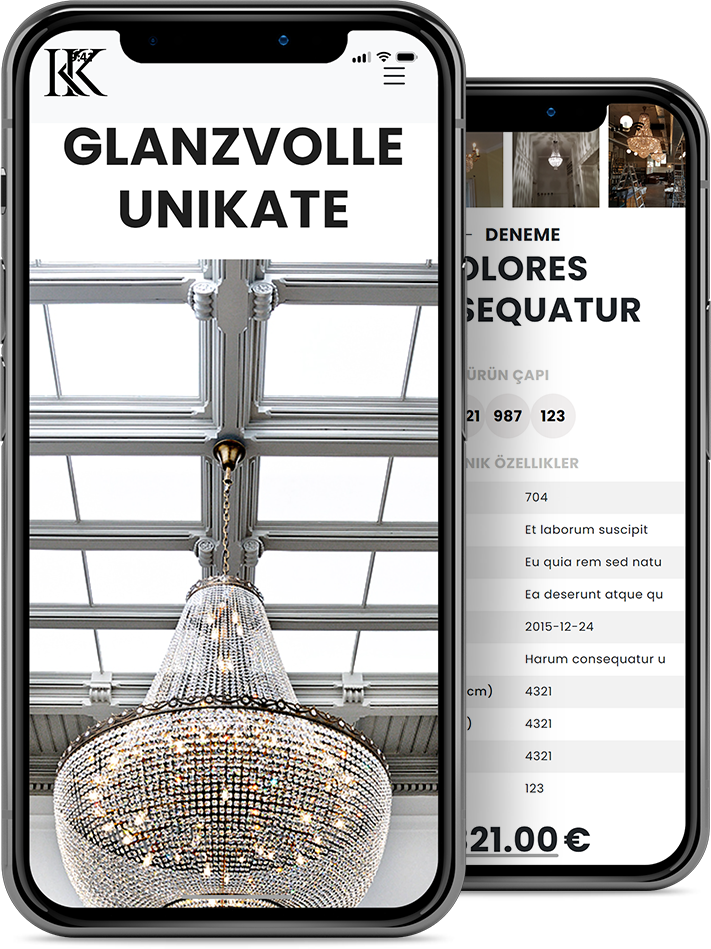 9:41
KK
GLANZVOLLE
UNIKATE
- DENEME
OLORES
SEQUATUR
ÜRÜN ÇAPI
21 987 123
NIK ÖZELLIKLER
704
Et laborum suscipit
Eu quia rem sed natu
Ea deserunt atque qu
2015-12-24
Harum consequatur u
cm) 4321
) 4321
4321
123
321.00 €